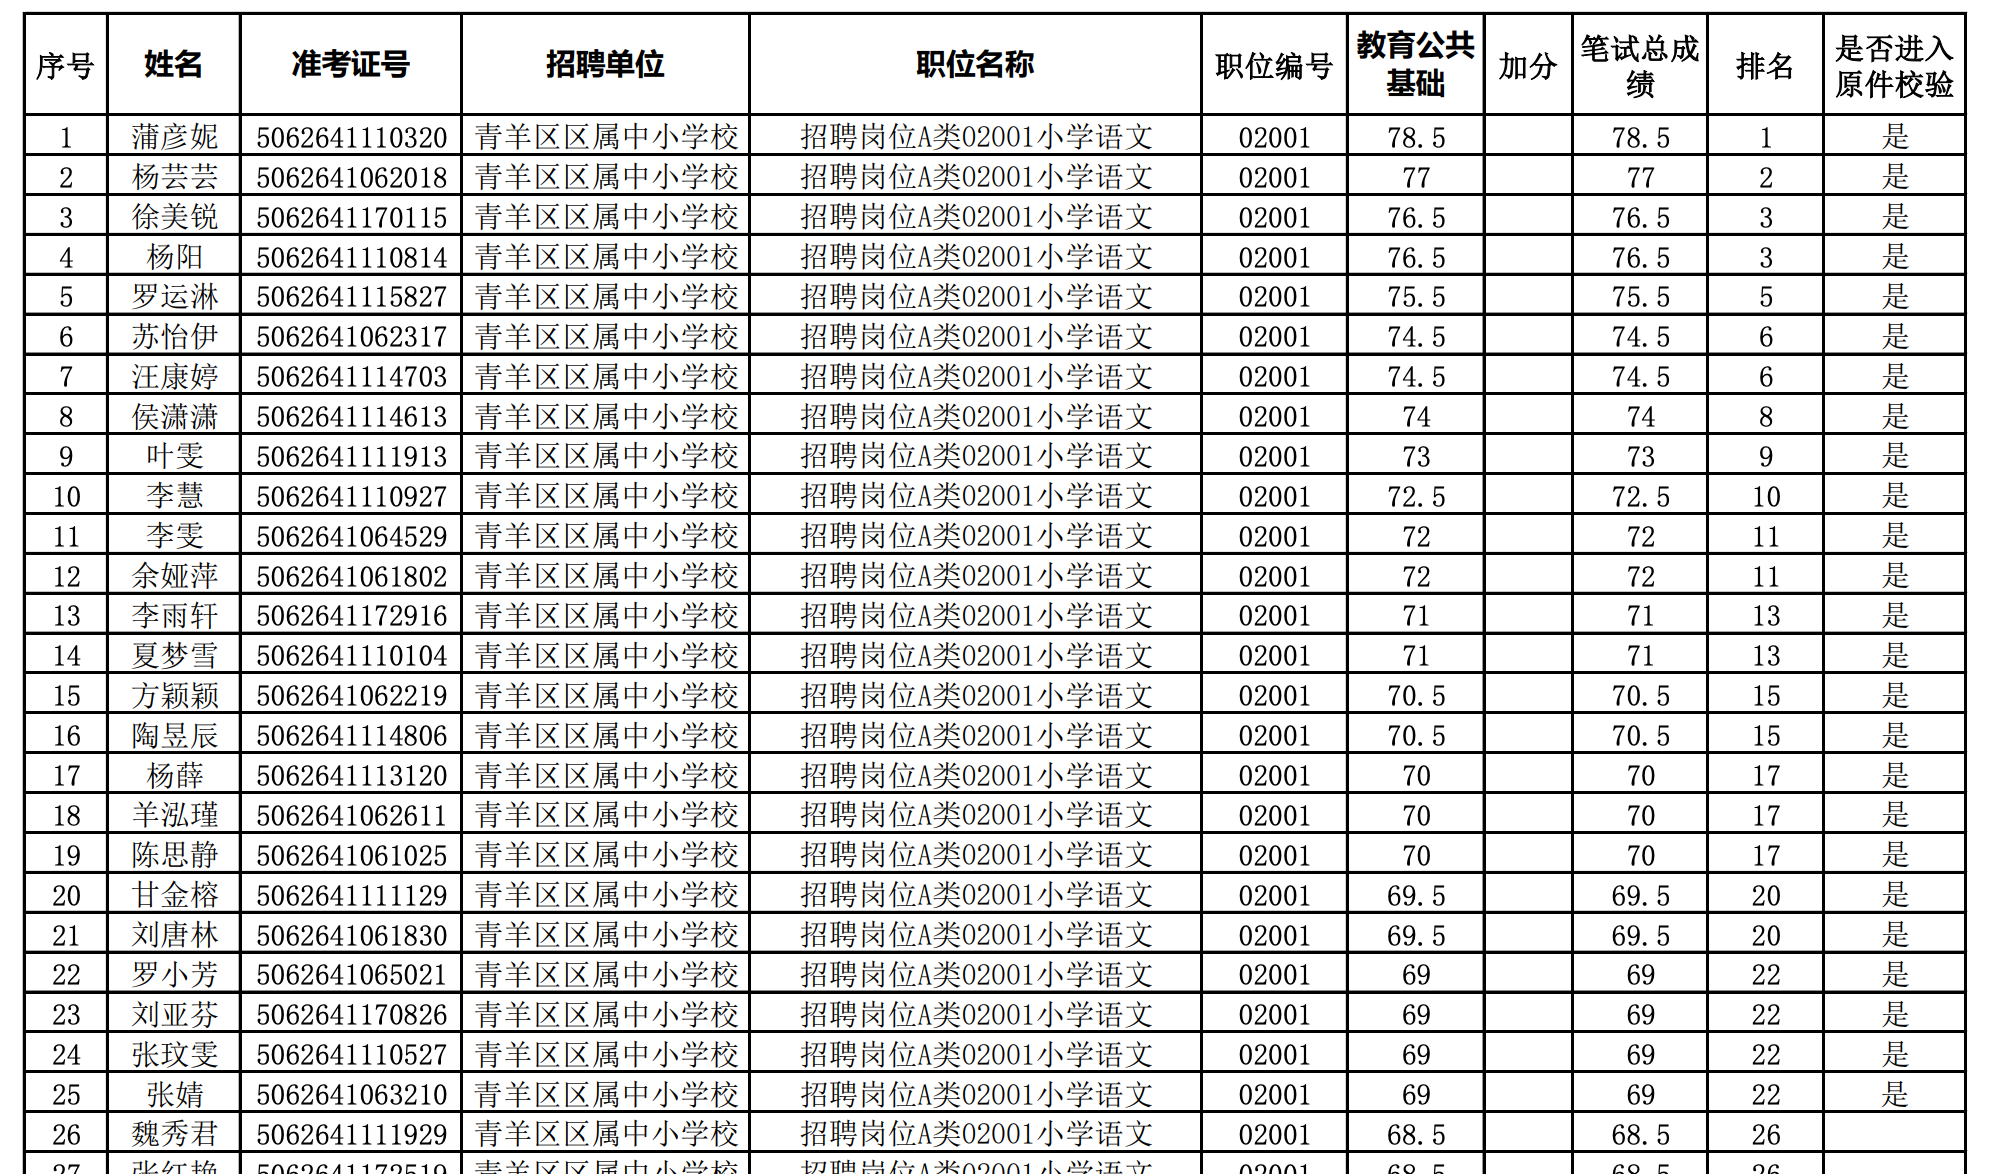 序号 姓名 准考证号 招聘单位 职位名称 职位编号 教育公共基础 加分 笔试总成绩 排名 是否进入原件校验
1 蒲彦妮 5062641110320 青羊区区属中小学校 招聘岗位A类02001小学语文 02001 78.5 78.5 1 是
2 杨芸芸 5062641062018 青羊区区属中小学校 招聘岗位A类02001小学语文 02001 77 77 2 是
3 徐美锐 5062641170115 青羊区区属中小学校 招聘岗位A类02001小学语文 02001 76.5 76.5 3 是
4 杨阳 5062641110814 青羊区区属中小学校 招聘岗位A类02001小学语文 02001 76.5 76.5 3 是
5 罗运淋 5062641115827 青羊区区属中小学校 招聘岗位A类02001小学语文 02001 75.5 75.5 5 是
6 苏怡伊 5062641062317 青羊区区属中小学校 招聘岗位A类02001小学语文 02001 74.5 74.5 6 是
7 汪康婷 5062641114703 青羊区区属中小学校 招聘岗位A类02001小学语文 02001 74.5 74.5 6 是
8 侯潇潇 5062641114613 青羊区区属中小学校 招聘岗位A类02001小学语文 02001 74 74 8 是
9 叶雯 5062641111913 青羊区区属中小学校 招聘岗位A类02001小学语文 02001 73 73 9 是
10 李慧 5062641110927 青羊区区属中小学校 招聘岗位A类02001小学语文 02001 72.5 72.5 10 是
11 李雯 5062641064529 青羊区区属中小学校 招聘岗位A类02001小学语文 02001 72 72 11 是
12 余娅萍 5062641061802 青羊区区属中小学校 招聘岗位A类02001小学语文 02001 72 72 11 是
13 李雨轩 5062641172916 青羊区区属中小学校 招聘岗位A类02001小学语文 02001 71 71 13 是
14 夏梦雪 5062641110104 青羊区区属中小学校 招聘岗位A类02001小学语文 02001 71 71 13 是
15 方颖颖 5062641062219 青羊区区属中小学校 招聘岗位A类02001小学语文 02001 70.5 70.5 15 是
16 陶昱辰 5062641114806 青羊区区属中小学校 招聘岗位A类02001小学语文 02001 70.5 70.5 15 是
17 杨薛 5062641113120 青羊区区属中小学校 招聘岗位A类02001小学语文 02001 70 70 17 是
18 羊泓瑾 5062641062611 青羊区区属中小学校 招聘岗位A类02001小学语文 02001 70 70 17 是
19 陈思静 5062641061025 青羊区区属中小学校 招聘岗位A类02001小学语文 02001 70 70 17 是
20 甘金榕 5062641111129 青羊区区属中小学校 招聘岗位A类02001小学语文 02001 69.5 69.5 20 是
21 刘唐林 5062641061830 青羊区区属中小学校 招聘岗位A类02001小学语文 02001 69.5 69.5 20 是
22 罗小芳 5062641065021 青羊区区属中小学校 招聘岗位A类02001小学语文 02001 69 69 22 是
23 刘亚芬 5062641170826 青羊区区属中小学校 招聘岗位A类02001小学语文 02001 69 69 22 是
24 张玟雯 5062641110527 青羊区区属中小学校 招聘岗位A类02001小学语文 02001 69 69 22 是
25 张婧 5062641063210 青羊区区属中小学校 招聘岗位A类02001小学语文 02001 69 69 22 是
26 魏秀君 5062641111929 青羊区区属中小学校 招聘岗位A类02001小学语文 02001 68.5 68.5 26